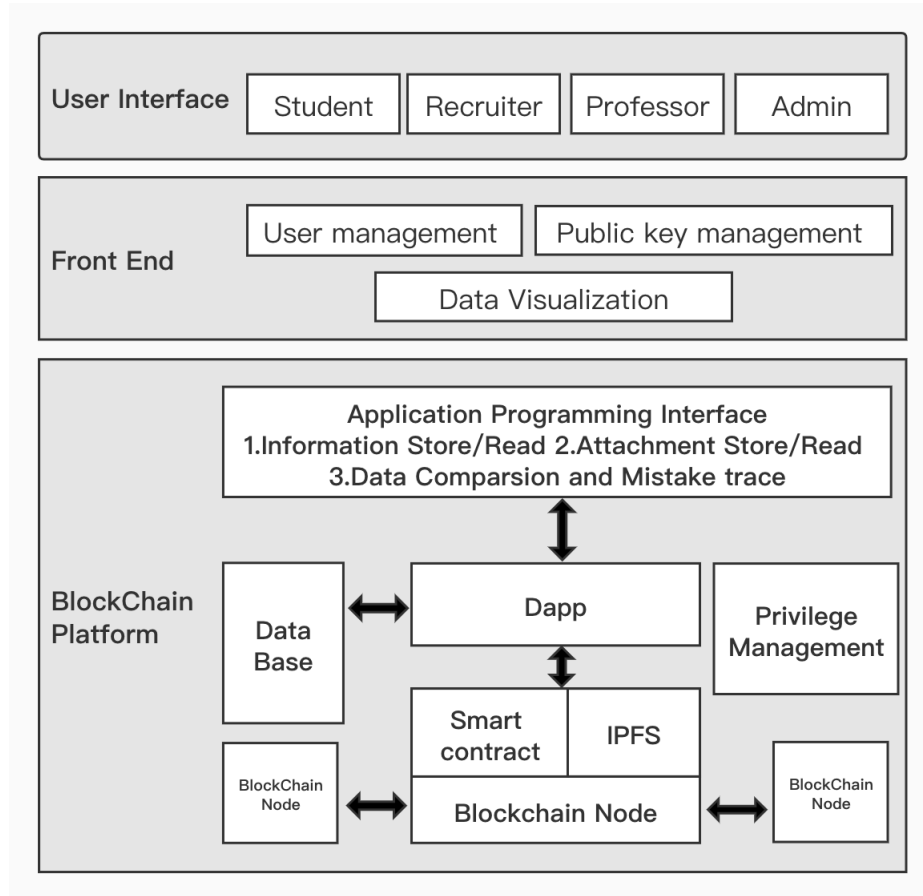 User Interface
Student
Recruiter
Professor
Admin
Front End
User management
Public key management
Data Visualization
Application Programming Interface
1.Information Store/Read 2.Attachment Store/Read
3.Data Comparsion and Mistake trace
BlockChain
Platform
Data
Base
Dapp
Privilege
Management
Smart
contract
IPFS
BlockChain
Node
Blockchain Node
BlockChain
Node